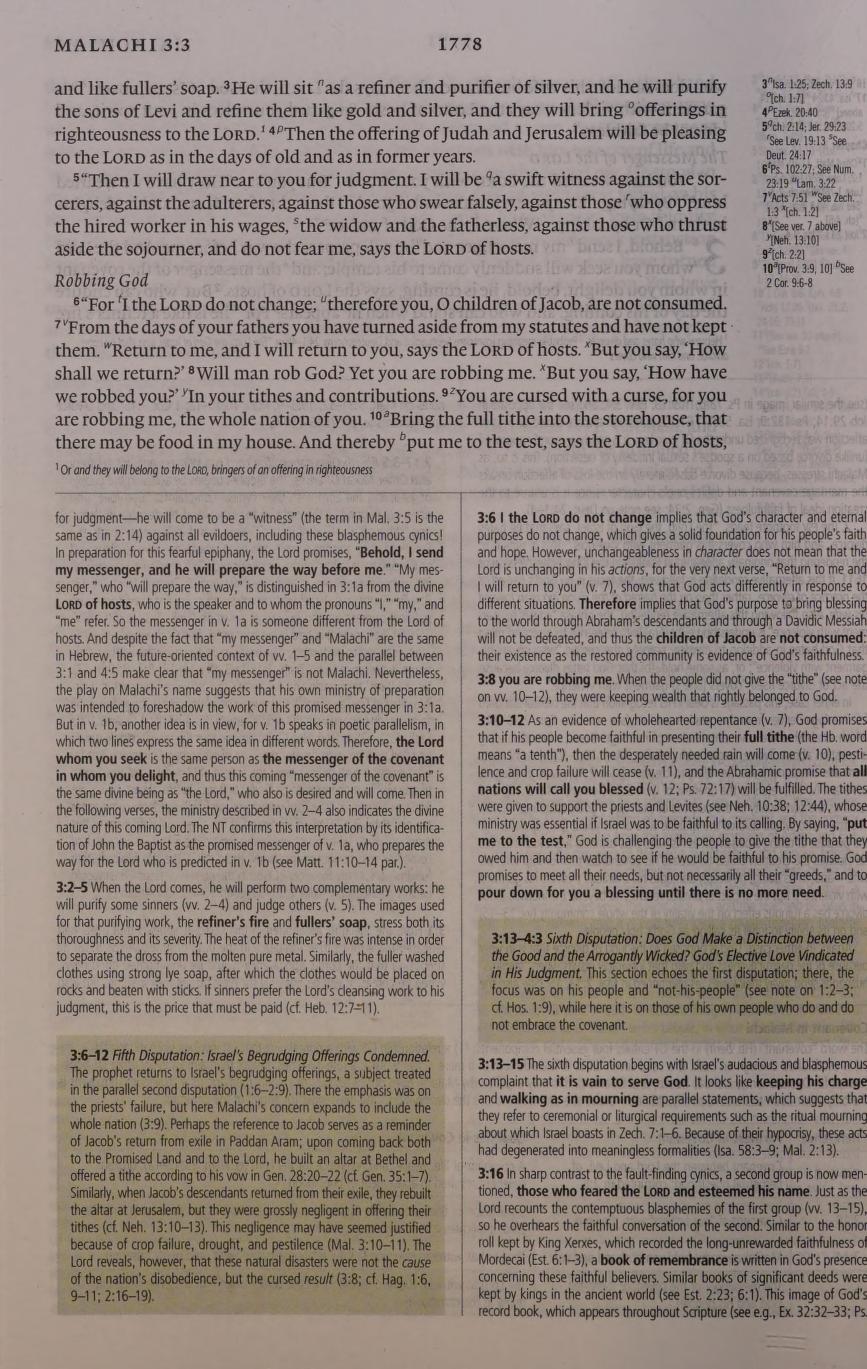 MALACHI 3:3
1778
and like fullers' soap. ³He will sit ⁿas a refiner and purifier of silver, and he will purify
the sons of Levi and refine them like gold and silver, and they will bring ᵒofferings in
righteousness to the LORD.¹ ⁴ᵖThen the offering of Judah and Jerusalem will be pleasing
to the LORD as in the days of old and as in former years.
⁵“Then I will draw near to you for judgment. I will be ᵍa swift witness against the sor-
cerers, against the adulterers, against those who swear falsely, against those ʳwho oppress
the hired worker in his wages, ˢthe widow and the fatherless, against those who thrust
aside the sojourner, and do not fear me, says the LORD of hosts.
Robbing God
⁶“For ᵗI the LORD do not change; ᵘtherefore you, O children of Jacob, are not consumed.
⁷ᵛFrom the days of your fathers you have turned aside from my statutes and have not kept
them. ʷReturn to me, and I will return to you, says the LORD of hosts. ˣBut you say, ‘How
shall we return?’ ⁸Will man rob God? Yet you are robbing me. ˣBut you say, ‘How have
we robbed you?’ ʸIn your tithes and contributions. ⁹ᶻYou are cursed with a curse, for you
are robbing me, the whole nation of you. ¹⁰ᵃBring the full tithe into the storehouse, that
there may be food in my house. And thereby ᵇput me to the test, says the LORD of hosts,
¹ Or and they will belong to the LORD, bringers of an offering in righteousness
3ⁿIsa. 1:25; Zech. 13:9
ᵒ[ch. 1:7]
4ᵖEzek. 20:40
5ᵍch. 2:14; Jer. 29:23
ʳSee Lev. 19:13 ˢSee
Deut. 24:17
6ᵗPs. 102:27; See Num.
23:19 ᵘLam. 3:22
7ᵛActs 7:51 ʷSee Zech.
1:3 ˣ[ch. 1:2]
8ˣ[See ver. 7 above]
ʸ[Neh. 13:10]
9ᶻ[ch. 2:2]
10ᵃ[Prov. 3:9, 10] ᵇSee
2 Cor. 9:6-8
for judgment—he will come to be a “witness” (the term in Mal. 3:5 is the
same as in 2:14) against all evildoers, including these blasphemous cynics!
In preparation for this fearful epiphany, the Lord promises, “Behold, I send
my messenger, and he will prepare the way before me.” “My mes-
senger,” who “will prepare the way,” is distinguished in 3:1a from the divine
LORD of hosts, who is the speaker and to whom the pronouns “I,” “my,” and
“me” refer. So the messenger in v. 1a is someone different from the Lord of
hosts. And despite the fact that “my messenger” and “Malachi” are the same
in Hebrew, the future-oriented context of vv. 1–5 and the parallel between
3:1 and 4:5 make clear that “my messenger” is not Malachi. Nevertheless,
the play on Malachi's name suggests that his own ministry of preparation
was intended to foreshadow the work of this promised messenger in 3:1a.
But in v. 1b, another idea is in view, for v. 1b speaks in poetic parallelism, in
which two lines express the same idea in different words. Therefore, the Lord
whom you seek is the same person as the messenger of the covenant
in whom you delight, and thus this coming “messenger of the covenant” is
the same divine being as “the Lord,” who also is desired and will come. Then in
the following verses, the ministry described in vv. 2–4 also indicates the divine
nature of this coming Lord. The NT confirms this interpretation by its identifica-
tion of John the Baptist as the promised messenger of v. 1a, who prepares the
way for the Lord who is predicted in v. 1b (see Matt. 11:10–14 par.).
3:2–5 When the Lord comes, he will perform two complementary works: he
will purify some sinners (vv. 2–4) and judge others (v. 5). The images used
for that purifying work, the refiner's fire and fullers' soap, stress both its
thoroughness and its severity. The heat of the refiner's fire was intense in order
to separate the dross from the molten pure metal. Similarly, the fuller washed
clothes using strong lye soap, after which the clothes would be placed on
rocks and beaten with sticks. If sinners prefer the Lord's cleansing work to his
judgment, this is the price that must be paid (cf. Heb. 12:7–11).
3:6–12 Fifth Disputation: Israel's Begrudging Offerings Condemned.
The prophet returns to Israel's begrudging offerings, a subject treated
in the parallel second disputation (1:6–2:9). There the emphasis was on
the priests' failure, but here Malachi's concern expands to include the
whole nation (3:9). Perhaps the reference to Jacob serves as a reminder
of Jacob's return from exile in Paddan Aram; upon coming back both
to the Promised Land and to the Lord, he built an altar at Bethel and
offered a tithe according to his vow in Gen. 28:20–22 (cf. Gen. 35:1–7).
Similarly, when Jacob's descendants returned from their exile, they rebuilt
the altar at Jerusalem, but they were grossly negligent in offering their
tithes (cf. Neh. 13:10–13). This negligence may have seemed justified
because of crop failure, drought, and pestilence (Mal. 3:10–11). The
Lord reveals, however, that these natural disasters were not the cause
of the nation's disobedience, but the cursed result (3:8; cf. Hag. 1:6,
9–11; 2:16–19).
3:6 I the LORD do not change implies that God's character and eternal
purposes do not change, which gives a solid foundation for his people's faith
and hope. However, unchangeableness in character does not mean that the
Lord is unchanging in his actions, for the very next verse, “Return to me and
I will return to you” (v. 7), shows that God acts differently in response to
different situations. Therefore implies that God's purpose to bring blessing
to the world through Abraham's descendants and through a Davidic Messiah
will not be defeated, and thus the children of Jacob are not consumed:
their existence as the restored community is evidence of God's faithfulness.
3:8 you are robbing me. When the people did not give the “tithe” (see note
on vv. 10–12), they were keeping wealth that rightly belonged to God.
3:10–12 As an evidence of wholehearted repentance (v. 7), God promises
that if his people become faithful in presenting their full tithe (the Hb. word
means “a tenth”), then the desperately needed rain will come (v. 10), pesti-
lence and crop failure will cease (v. 11), and the Abrahamic promise that all
nations will call you blessed (v. 12; Ps. 72:17) will be fulfilled. The tithes
were given to support the priests and Levites (see Neh. 10:38; 12:44), whose
ministry was essential if Israel was to be faithful to its calling. By saying, “put
me to the test,” God is challenging the people to give the tithe that they
owed him and then watch to see if he would be faithful to his promise. God
promises to meet all their needs, but not necessarily all their “greeds,” and to
pour down for you a blessing until there is no more need.
3:13–4:3 Sixth Disputation: Does God Make a Distinction between
the Good and the Arrogantly Wicked? God's Elective Love Vindicated
in His Judgment. This section echoes the first disputation; there, the
focus was on his people and “not-his-people” (see note on 1:2–3;
cf. Hos. 1:9), while here it is on those of his own people who do and do
not embrace the covenant.
3:13–15 The sixth disputation begins with Israel's audacious and blasphemous
complaint that it is vain to serve God. It looks like keeping his charge
and walking as in mourning are parallel statements, which suggests that
they refer to ceremonial or liturgical requirements such as the ritual mourning
about which Israel boasts in Zech. 7:1–6. Because of their hypocrisy, these acts
had degenerated into meaningless formalities (Isa. 58:3–9; Mal. 2:13).
3:16 In sharp contrast to the fault-finding cynics, a second group is now men-
tioned, those who feared the LORD and esteemed his name. Just as the
Lord recounts the contemptuous blasphemies of the first group (vv. 13–15),
so he overhears the faithful conversation of the second. Similar to the honor
roll kept by King Xerxes, which recorded the long-unrewarded faithfulness of
Mordecai (Est. 6:1–3), a book of remembrance is written in God's presence
concerning these faithful believers. Similar books of significant deeds were
kept by kings in the ancient world (see Est. 2:23; 6:1). This image of God's
record book, which appears throughout Scripture (see e.g., Ex. 32:32–33; Ps.